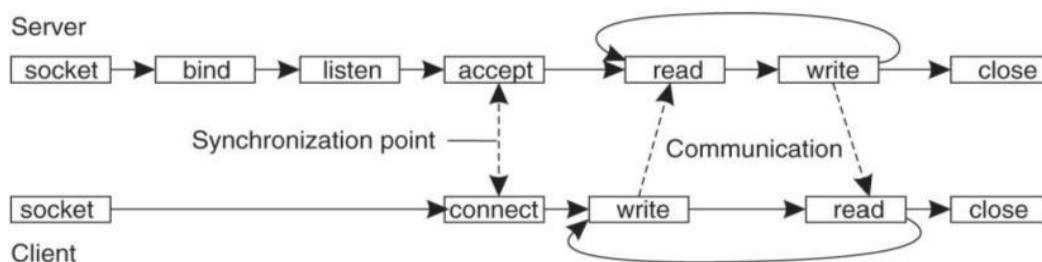 Server
socket bind listen accept read write close
Synchronization point
Communication
socket connect write read close
Client